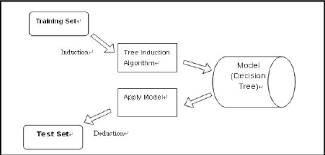 Training Set
Induction
Tree Induction
Algorithm
Model
(Decision
Tree)
Apply Model
Test Set
Deduction